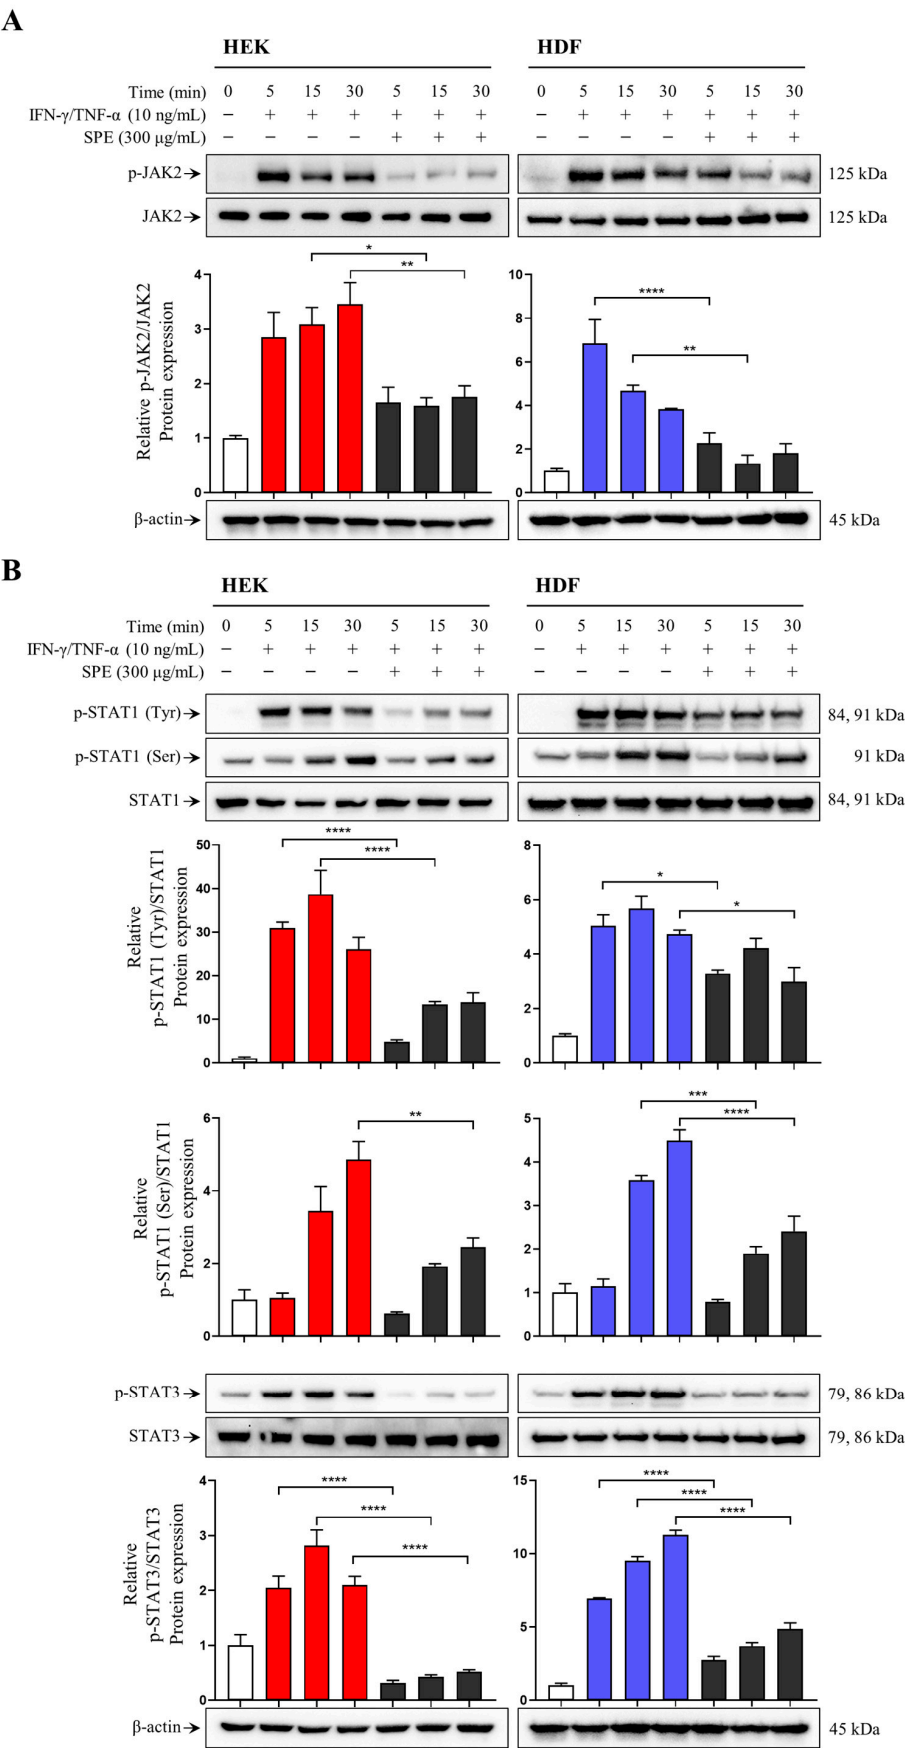 A
HEK HDF
Time (min) 0 5 15 30 5 15 30 0 5 15 30 5 15 30
IFN-γ/TNF-α (10 ng/mL) − + + + + + + − + + + + + +
SPE (300 μg/mL) − − − − + + + − − − − + + +
p-JAK2 125 kDa
JAK2 125 kDa
* **
Relative p-JAK2/JAK2
Protein expression
4
3
2
1
0
**** **
10
8
6
4
2
0
β-actin 45 kDa
B
HEK HDF
Time (min) 0 5 15 30 5 15 30 0 5 15 30 5 15 30
IFN-γ/TNF-α (10 ng/mL) − + + + + + + − + + + + + +
SPE (300 μg/mL) − − − − + + + − − − − + + +
p-STAT1 (Tyr) 84, 91 kDa
p-STAT1 (Ser) 91 kDa
STAT1 84, 91 kDa
**** ****
Relative
p-STAT1 (Tyr)/STAT1
Protein expression
50
40
30
20
10
0
* *
8
6
4
2
0
**
Relative
p-STAT1 (Ser)/STAT1
Protein expression
6
4
2
0
*** ****
5
4
3
2
1
0
p-STAT3 79, 86 kDa
STAT3 79, 86 kDa
**** **** ****
Relative
p-STAT3/STAT3
Protein expression
4
3
2
1
0
**** **** ****
15
10
5
0
β-actin 45 kDa